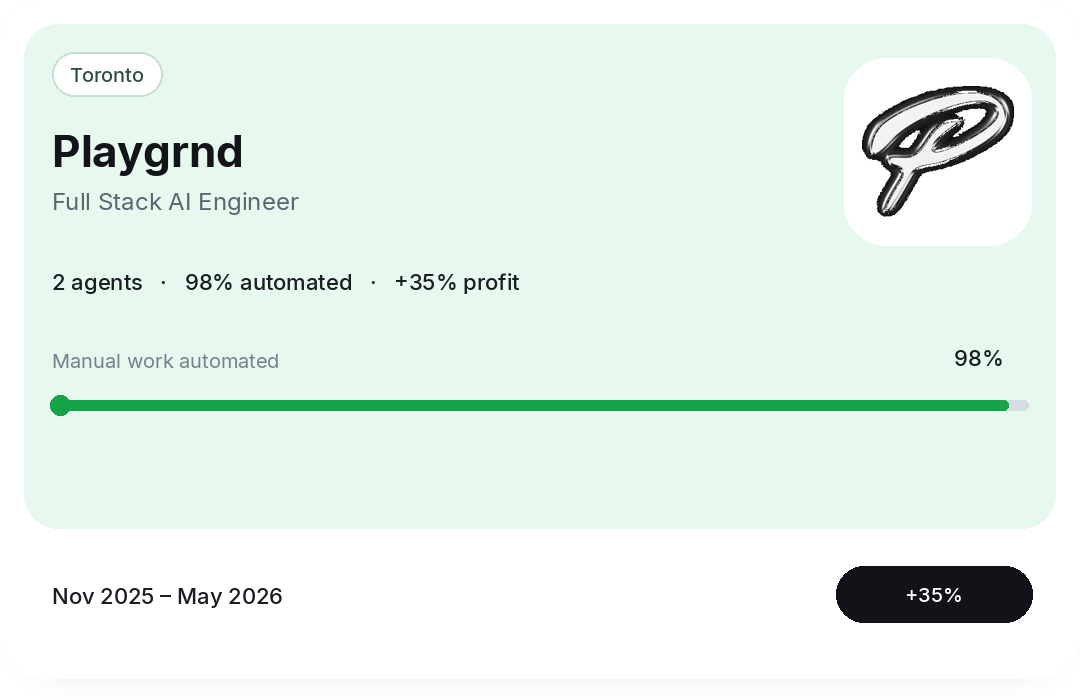 Toronto
Playgrnd
Full Stack AI Engineer
2 agents · 98% automated · +35% profit
Manual work automated 98%
Nov 2025 – May 2026 +35%